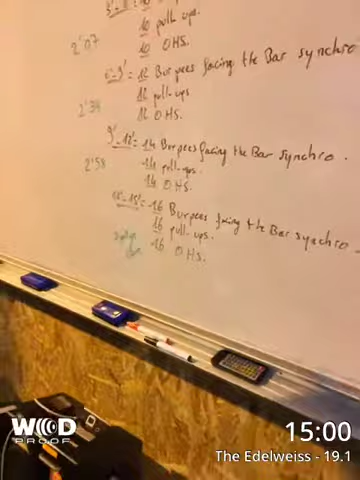 10 pull ups.
2'07
10 OHS.
6'-9' = 12 Burpees facing the Bar synchro
12 pull-ups
2'39
12 OHS.
9'-12' = 14 Burpees facing the Bar synchro.
14 pull-ups.
2'58
14 OHS.
12'-15' = 16 Burpees facing the Bar synchro.
16 pull-ups.
16 OHS.
WOD
PROOF
15:00
The Edelweiss - 19.1